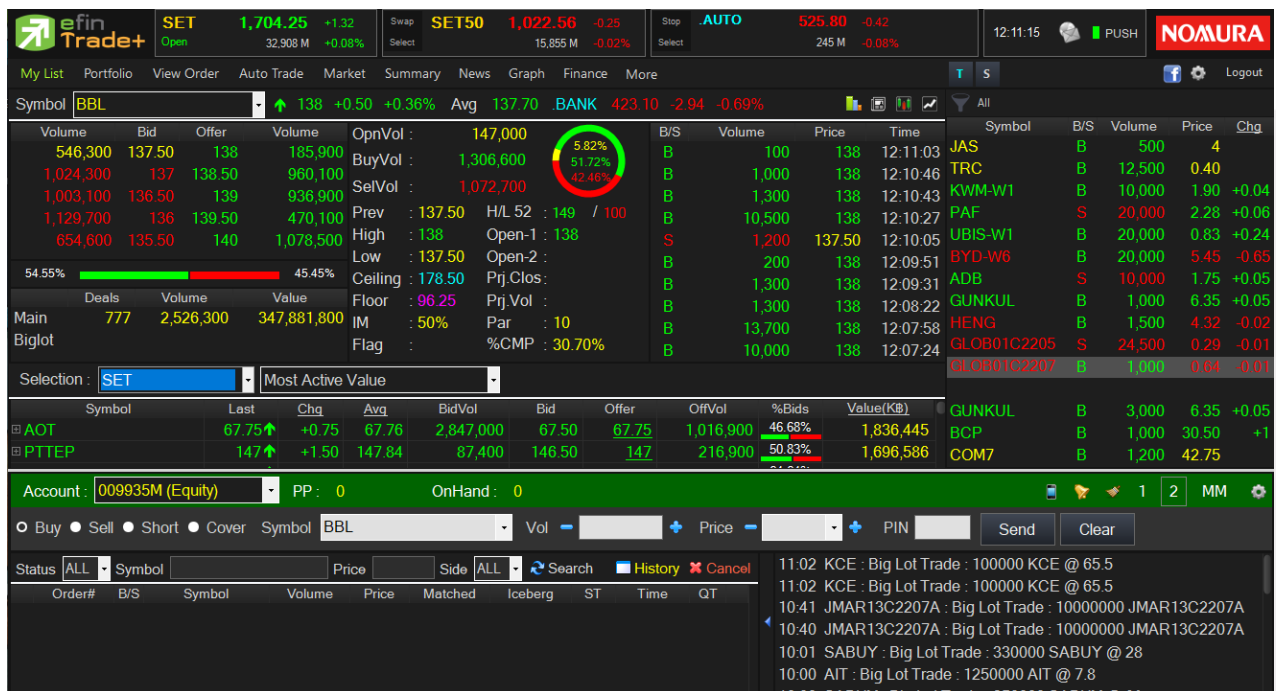 efin Trade+
SET 1,704.25 +1.32
Open 32,908 M +0.08%
Swap SET50 1,022.56 -0.25
Select 15,855 M -0.02%
Stop .AUTO 525.80 -0.42
Select 245 M -0.08%
12:11:15 PUSH NOMURA
My List Portfolio View Order Auto Trade Market Summary News Graph Finance More T S f Logout
Symbol BBL 138 +0.50 +0.36% Avg 137.70 .BANK 423.10 -2.94 -0.69%
Volume Bid Offer Volume
546,300 137.50 138 185,900
1,024,300 137 138.50 960,100
1,003,100 136.50 139 936,900
1,129,700 136 139.50 470,100
654,600 135.50 140 1,078,500
54.55% 45.45%
Deals Volume Value
Main 777 2,526,300 347,881,800
Biglot
OpnVol : 147,000
BuyVol : 1,306,600
SelVol : 1,072,700
5.82%
51.72%
42.46%
Prev : 137.50 H/L 52 : 149 / 100
High : 138 Open-1 : 138
Low : 137.50 Open-2 :
Ceiling : 178.50 Prj.Clos:
Floor : 96.25 Prj.Vol :
IM : 50% Par : 10
Flag : %CMP : 30.70%
B/S Volume Price Time
B 100 138 12:11:03
B 1,000 138 12:10:46
B 1,300 138 12:10:43
B 10,500 138 12:10:27
S 1,200 137.50 12:10:05
B 200 138 12:09:51
B 1,300 138 12:09:31
B 1,300 138 12:08:22
B 13,700 138 12:07:58
B 10,000 138 12:07:24
All
Symbol B/S Volume Price Chg
JAS B 500 4
TRC B 12,500 0.40
KWM-W1 B 10,000 1.90 +0.04
PAF S 20,000 2.28 +0.06
UBIS-W1 B 20,000 0.83 +0.24
BYD-W6 B 20,000 5.45 -0.65
ADB S 10,000 1.75 +0.05
GUNKUL B 1,000 6.35 +0.05
HENG B 1,500 4.32 -0.02
GLOB01C2205 S 24,500 0.29 -0.01
GLOB01C2207 B 1,000 0.64 -0.01
GUNKUL B 3,000 6.35 +0.05
BCP B 1,000 30.50 +1
COM7 B 1,200 42.75
Selection : SET Most Active Value
Symbol Last Chg Avg BidVol Bid Offer OffVol %Bids Value(K฿)
AOT 67.75 +0.75 67.76 2,847,000 67.50 67.75 1,016,900 46.68% 1,836,445
PTTEP 147 +1.50 147.84 87,400 146.50 147 216,900 50.83% 1,696,586
Account : 009935M (Equity) PP : 0 OnHand : 0 1 2 MM
Buy Sell Short Cover Symbol BBL Vol Price PIN Send Clear
Status ALL Symbol Price Side ALL Search History Cancel
Order# B/S Symbol Volume Price Matched Iceberg ST Time QT
11:02 KCE : Big Lot Trade : 100000 KCE @ 65.5
11:02 KCE : Big Lot Trade : 100000 KCE @ 65.5
10:41 JMAR13C2207A : Big Lot Trade : 10000000 JMAR13C2207A
10:40 JMAR13C2207A : Big Lot Trade : 10000000 JMAR13C2207A
10:01 SABUY : Big Lot Trade : 330000 SABUY @ 28
10:00 AIT : Big Lot Trade : 1250000 AIT @ 7.8